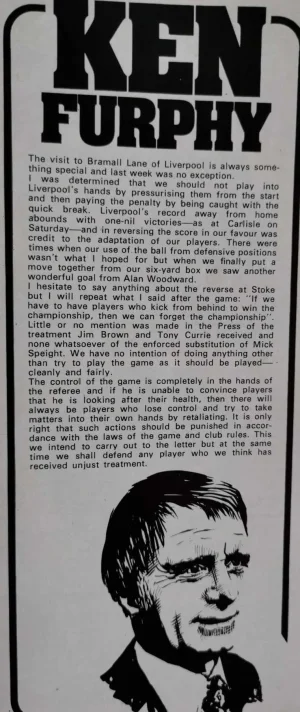 KEN
FURPHY
The visit to Bramall Lane of Liverpool is always some-
thing special and last week was no exception.
I was determined that we should not play into
Liverpool's hands by pressurising them from the start
and then paying the penalty by being caught with the
quick break. Liverpool's record away from home
abounds with one-nil victories—as at Carlisle on
Saturday—and in reversing the score in our favour was
credit to the adaptation of our players. There were
times when our use of the ball from defensive positions
wasn't what I hoped for but when we finally put a
move together from our six-yard box we saw another
wonderful goal from Alan Woodward.
I hesitate to say anything about the reverse at Stoke
but I will repeat what I said after the game: "If we
have to have players who kick from behind to win the
championship, then we can forget the championship".
Little or no mention was made in the Press of the
treatment Jim Brown and Tony Currie received and
none whatsoever of the enforced substitution of Mick
Speight. We have no intention of doing anything other
than try to play the game as it should be played—
cleanly and fairly.
The control of the game is completely in the hands of
the referee and if he is unable to convince players
that he is looking after their health, then there will
always be players who lose control and try to take
matters into their own hands by retaliating. It is only
right that such actions should be punished in accor-
dance with the laws of the game and club rules. This
we intend to carry out to the letter but at the same
time we shall defend any player who we think has
received unjust treatment.